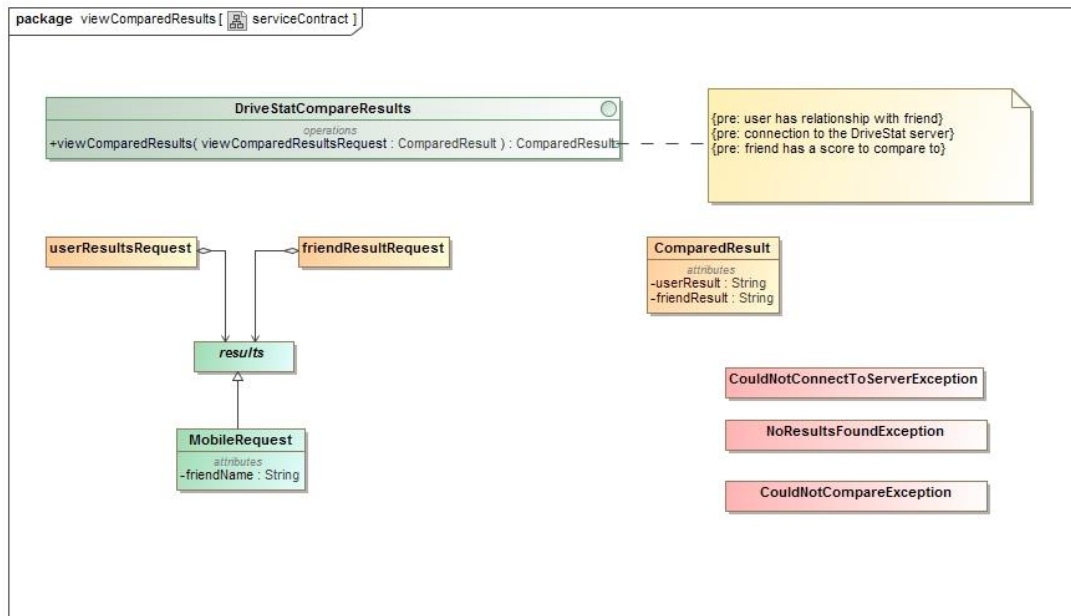 package viewComparedResults [ serviceContract ]
DriveStatCompareResults
operations
+viewComparedResults( viewComparedResultsRequest : ComparedResult ) : ComparedResult
{pre: user has relationship with friend}
{pre: connection to the DriveStat server}
{pre: friend has a score to compare to}
userResultsRequest
friendResultRequest
ComparedResult
attributes
-userResult : String
-friendResult : String
results
CouldNotConnectToServerException
NoResultsFoundException
MobileRequest
attributes
-friendName : String
CouldNotCompareException